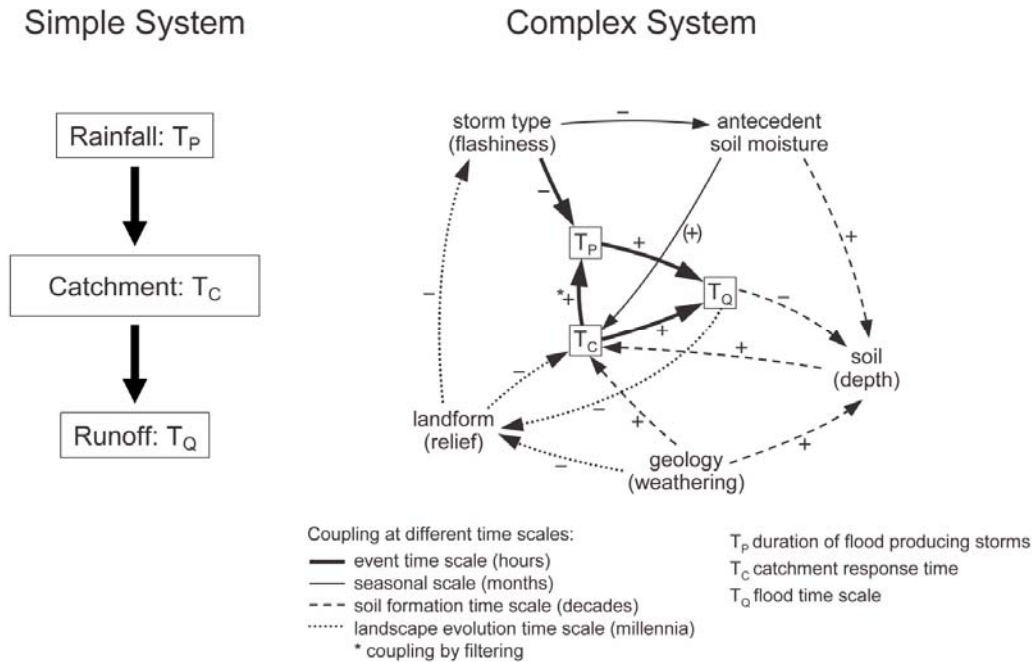 Simple System
Complex System
Rainfall: TP
Catchment: TC
Runoff: TQ
storm type
(flashiness)
–
antecedent
soil moisture
–
TP
+
(+)
+
–
*+
TC
+
TQ
–
+
soil
(depth)
–
landform
(relief)
–
+
–
geology
(weathering)
+
Coupling at different time scales:
event time scale (hours)
seasonal scale (months)
soil formation time scale (decades)
landscape evolution time scale (millennia)
* coupling by filtering
TP duration of flood producing storms
TC catchment response time
TQ flood time scale